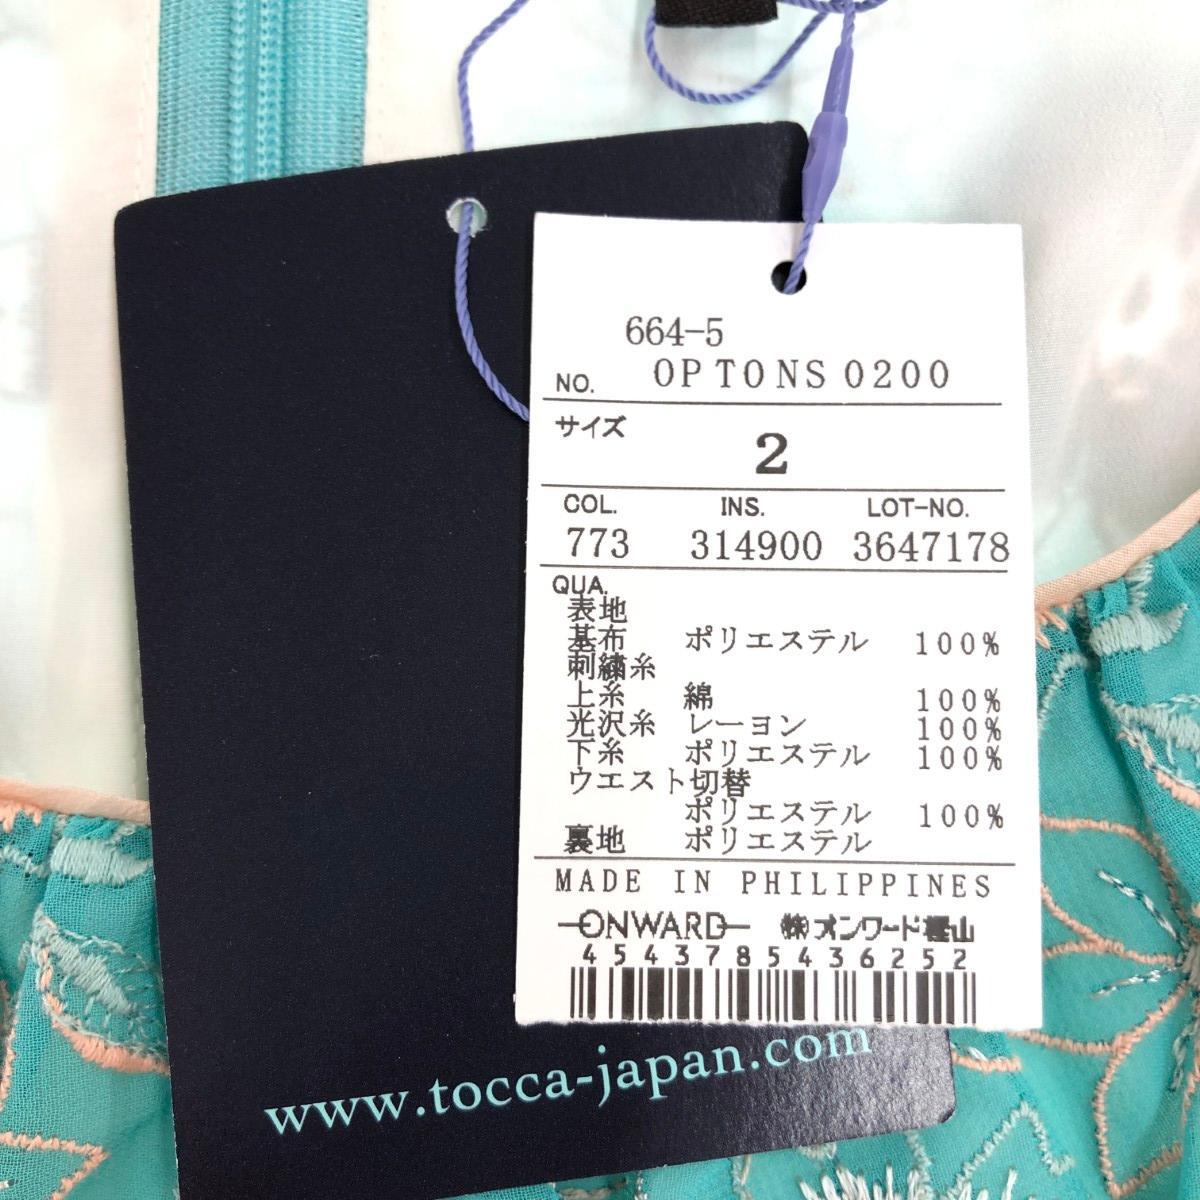 664-5
NO. OPTONS0200
サイズ
2
COL. INS. LOT-NO.
773 314900 3647178
QUA.
表地
基布 ポリエステル 100%
刺繍糸
上糸 綿 100%
光沢糸 レーヨン 100%
下糸 ポリエステル 100%
ウエスト切替
ポリエステル 100%
裏地 ポリエステル
MADE IN PHILIPPINES
ONWARD ㈱オンワード樫山
4543785436252
www.tocca-japan.com